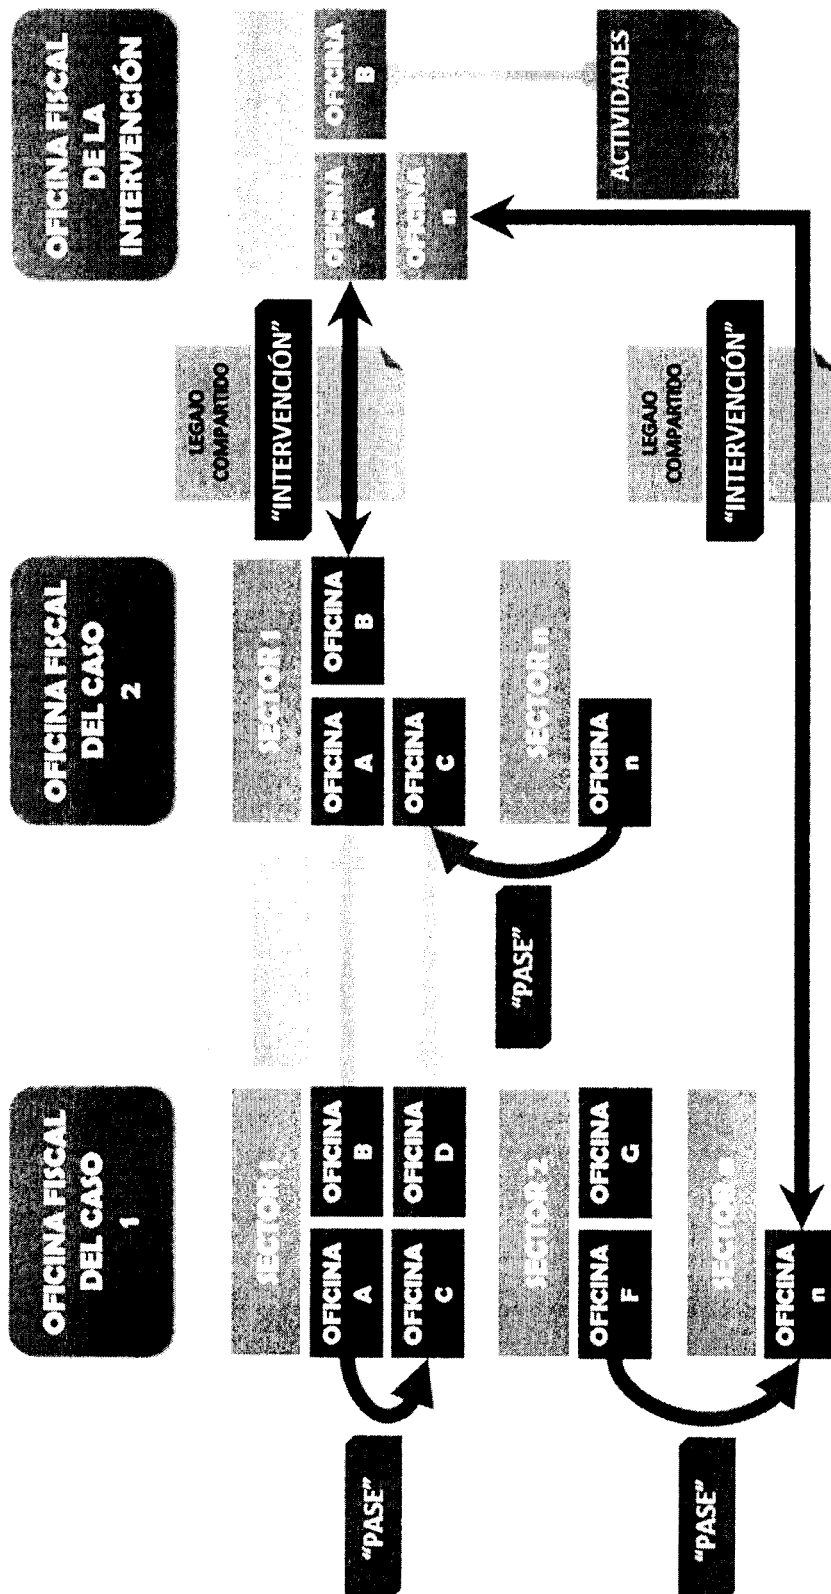 OFICINA FISCAL
DEL CASO
1
SECTOR 1
OFICINA
A
OFICINA
B
OFICINA
C
OFICINA
D
"PASE"
SECTOR 2
OFICINA
F
OFICINA
G
"PASE"
SECTOR n
OFICINA
n
OFICINA FISCAL
DEL CASO
2
SECTOR 1
OFICINA
A
OFICINA
B
OFICINA
C
"PASE"
SECTOR n
OFICINA
n
LEGAJO
COMPARTIDO
"INTERVENCIÓN"
LEGAJO
COMPARTIDO
"INTERVENCIÓN"
OFICINA FISCAL
DE LA
INTERVENCIÓN
OFICINA
A
OFICINA
B
OFICINA
n
ACTIVIDADES